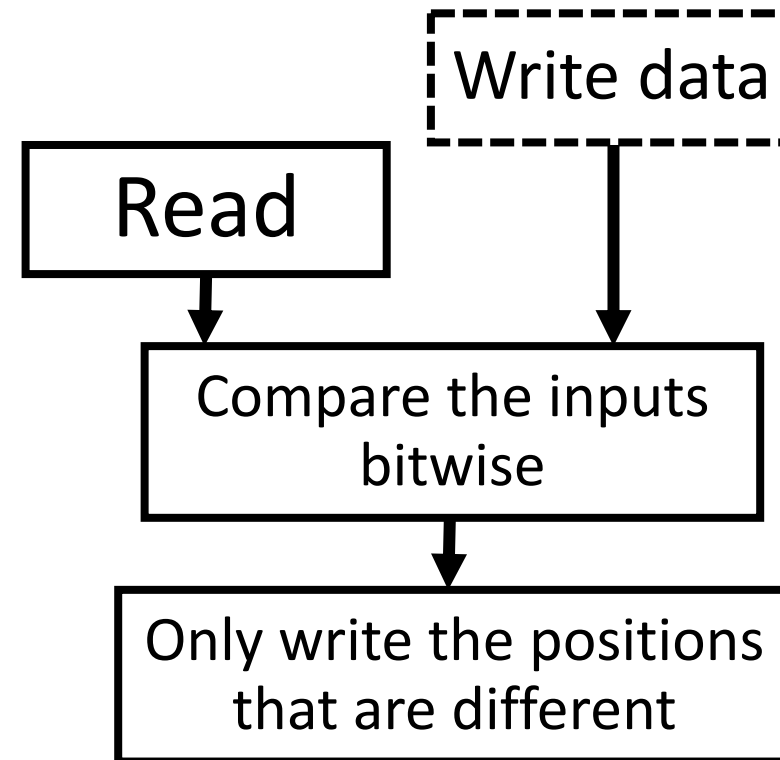 Write data
Read
Compare the inputs
bitwise
Only write the positions
that are different